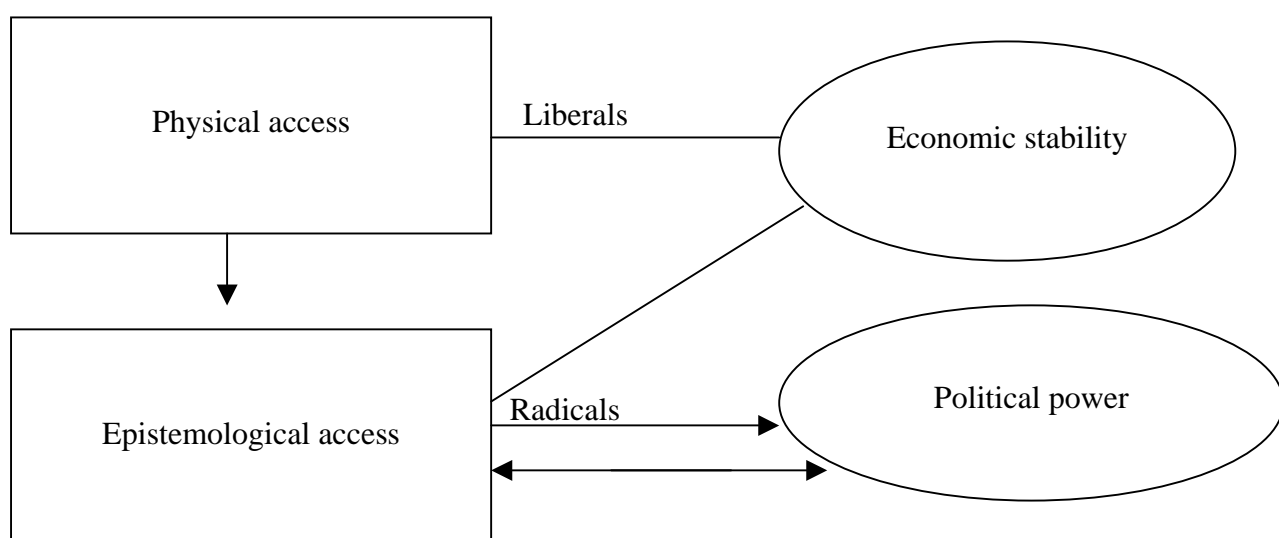 Physical access
Liberals
Economic stability
Epistemological access
Radicals
Political power